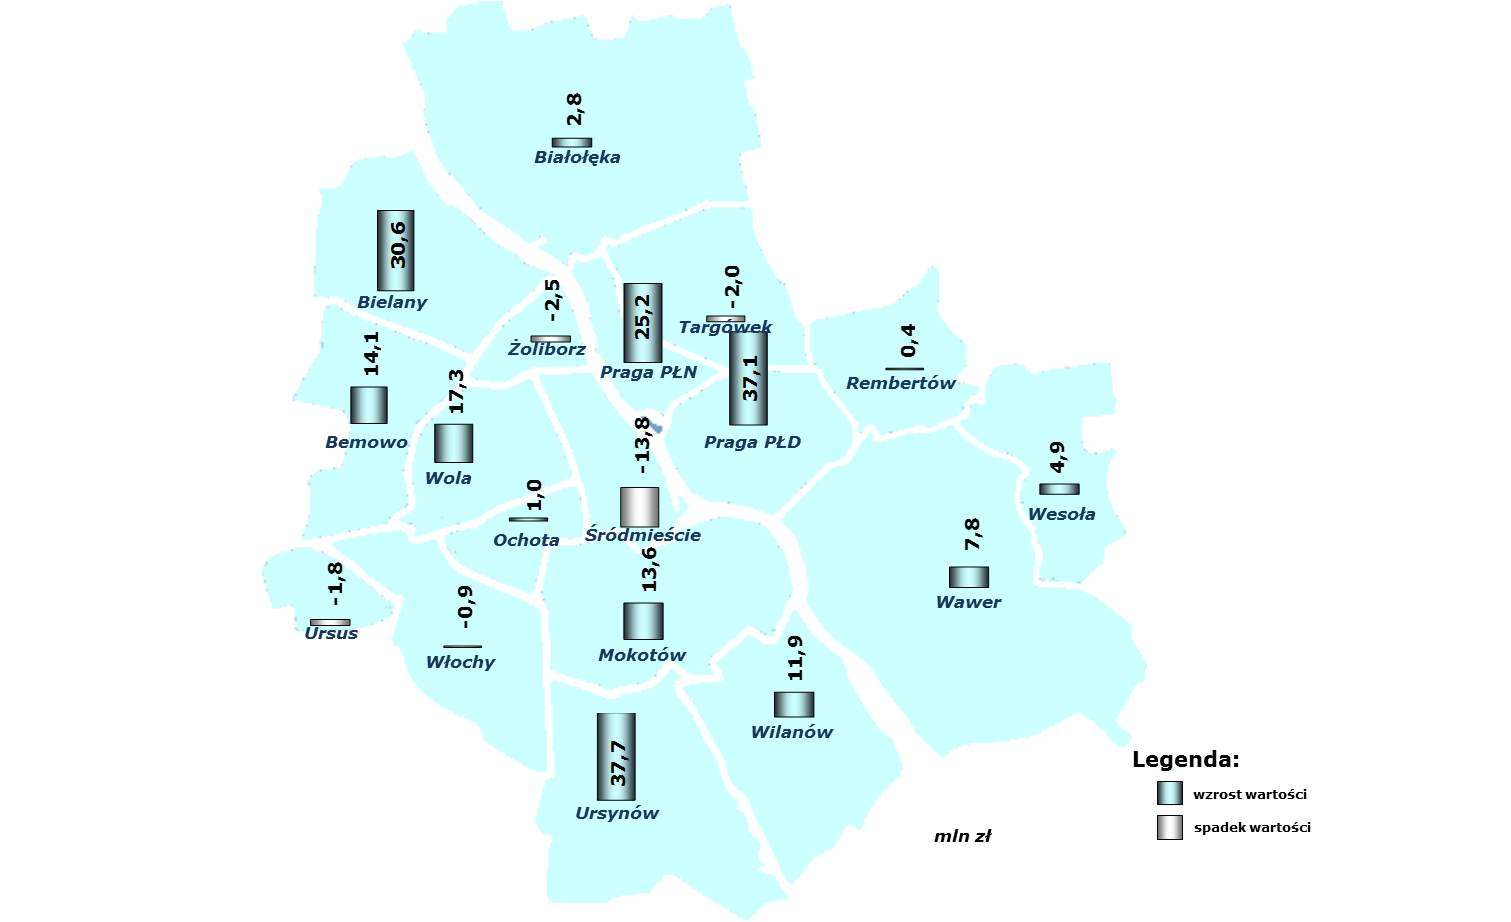 2,8
Białołęka
30,6
Bielany
-2,5
Żoliborz
25,2
Praga PŁN
-2,0
Targówek
37,1
Praga PŁD
0,4
Rembertów
14,1
Bemowo
17,3
Wola
-13,8
Śródmieście
1,0
Ochota
4,9
Wesoła
7,8
Wawer
-1,8
Ursus
-0,9
Włochy
13,6
Mokotów
11,9
Wilanów
37,7
Ursynów
Legenda:
wzrost wartości
spadek wartości
mln zł